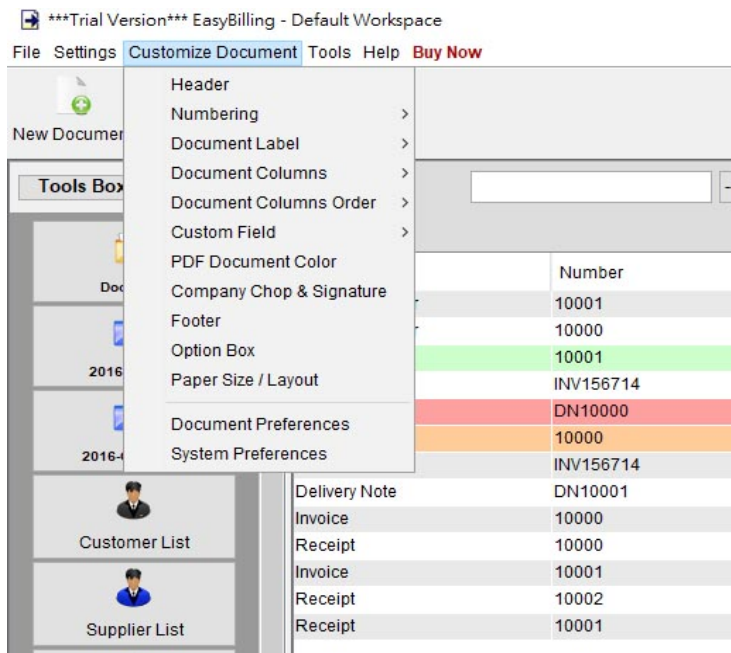 ***Trial Version*** EasyBilling - Default Workspace
File Settings Customize Document Tools Help Buy Now
Header
Numbering
New
Document Label
Document Columns
Tools Box
Document Columns Order
Custom Field
PDF Document Color
Number
Company Chop & Signature
10001
Footer
10000
Option Box
10001
2016
Paper Size / Layout
INV156714
DN10000
Document Preferences
10000
2016-
System Preferences
INV156714
Delivery Note DN10001
Invoice 10000
Customer List
Receipt 10000
Invoice 10001
Receipt 10002
Supplier List
Receipt 10001